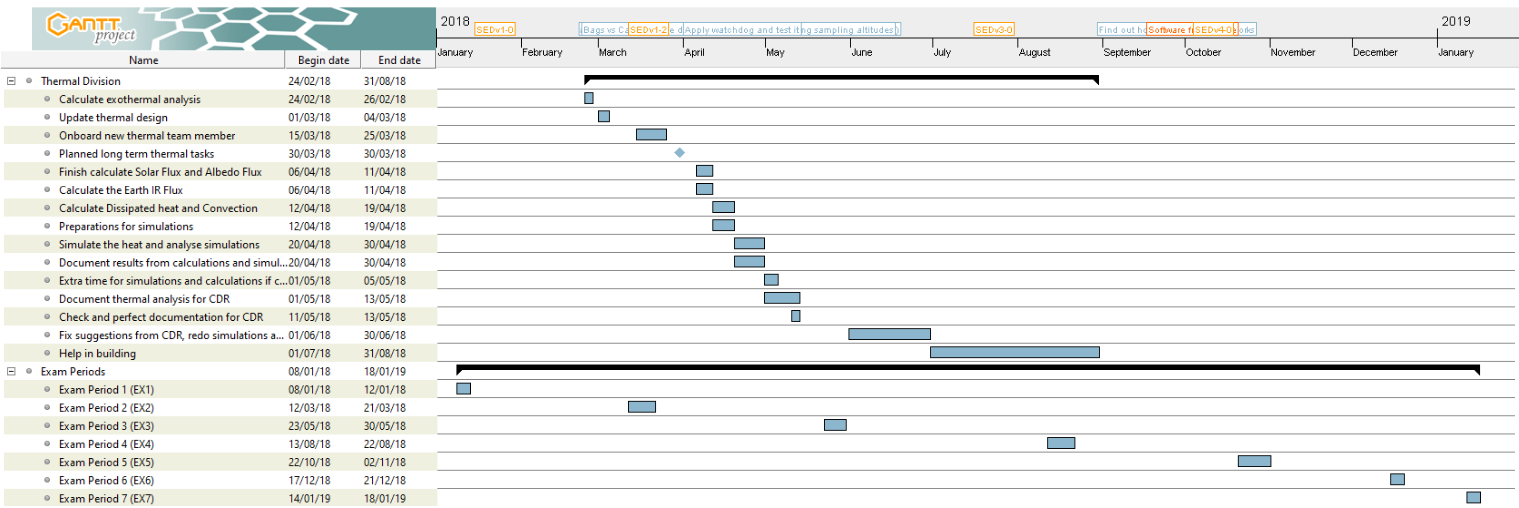 GANTT project
2018
2019
SEDv1-0
Bags vs Ca
SEDv1-2
e d
Apply watchdog and test it
ng sampling altitudes
SEDv3-0
Find out ho
Software f
SEDv4-0
orks
January February March April May June July August September October November December January
Name Begin date End date
Thermal Division 24/02/18 31/08/18
Calculate exothermal analysis 24/02/18 26/02/18
Update thermal design 01/03/18 04/03/18
Onboard new thermal team member 15/03/18 25/03/18
Planned long term thermal tasks 30/03/18 30/03/18
Finish calculate Solar Flux and Albedo Flux 06/04/18 11/04/18
Calculate the Earth IR Flux 06/04/18 11/04/18
Calculate Dissipated heat and Convection 12/04/18 19/04/18
Preparations for simulations 12/04/18 19/04/18
Simulate the heat and analyse simulations 20/04/18 30/04/18
Document results from calculations and simul... 20/04/18 30/04/18
Extra time for simulations and calculations if c... 01/05/18 05/05/18
Document thermal analysis for CDR 01/05/18 13/05/18
Check and perfect documentation for CDR 11/05/18 13/05/18
Fix suggestions from CDR, redo simulations a... 01/06/18 30/06/18
Help in building 01/07/18 31/08/18
Exam Periods 08/01/18 18/01/19
Exam Period 1 (EX1) 08/01/18 12/01/18
Exam Period 2 (EX2) 12/03/18 21/03/18
Exam Period 3 (EX3) 23/05/18 30/05/18
Exam Period 4 (EX4) 13/08/18 22/08/18
Exam Period 5 (EX5) 22/10/18 02/11/18
Exam Period 6 (EX6) 17/12/18 21/12/18
Exam Period 7 (EX7) 14/01/19 18/01/19